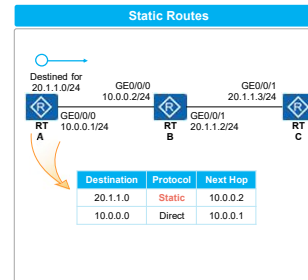 Static Routes
Destined for
20.1.1.0/24
GE0/0/0
10.0.0.2/24
GE0/0/1
20.1.1.3/24
R
R
R
GE0/0/0
10.0.0.1/24
GE0/0/1
20.1.1.2/24
RT
A
RT
B
RT
C
Destination Protocol Next Hop
20.1.1.0 Static 10.0.0.2
10.0.0.0 Direct 10.0.0.1